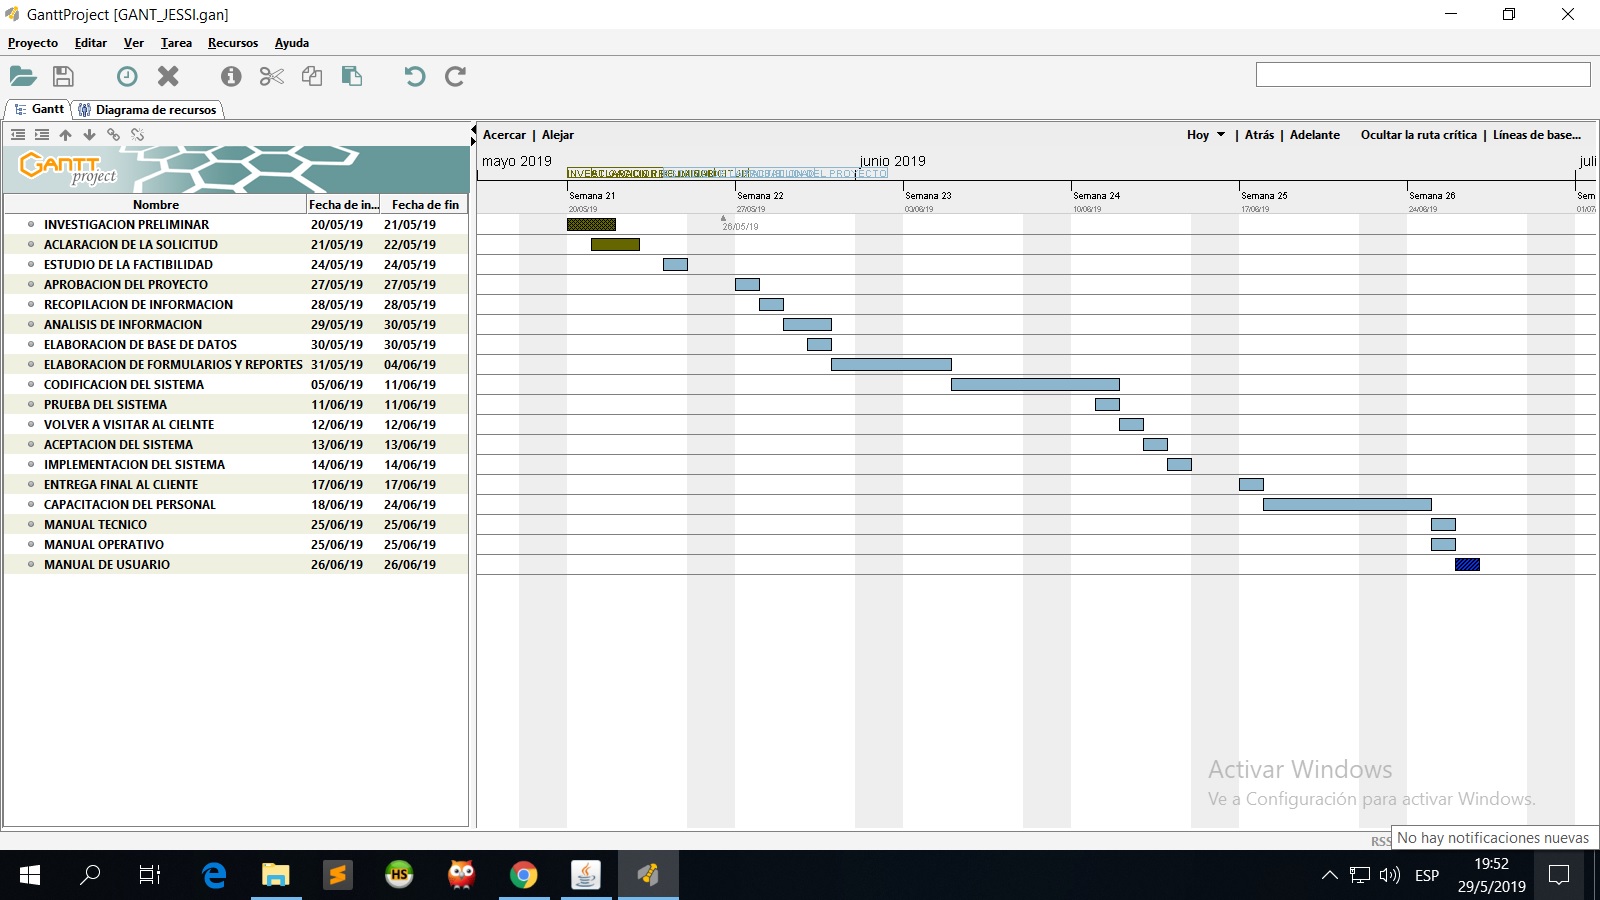 GanttProject [GANT_JESSI.gan]
Proyecto Editar Ver Tarea Recursos Ayuda
Gantt Diagrama de recursos
Acercar | Alejar Hoy | Atrás | Adelante Ocultar la ruta crítica | Líneas de base...
GANTT project
mayo 2019 junio 2019 juli
Nombre Fecha de in... Fecha de fin
Semana 21 Semana 22 Semana 23 Semana 24 Semana 25 Semana 26 Sem
20/05/19 27/05/19 03/06/19 10/06/19 17/06/19 24/06/19 01/07/
26/05/19
INVESTIGACION PRELIMINAR 20/05/19 21/05/19
ACLARACION DE LA SOLICITUD 21/05/19 22/05/19
ESTUDIO DE LA FACTIBILIDAD 24/05/19 24/05/19
APROBACION DEL PROYECTO 27/05/19 27/05/19
RECOPILACION DE INFORMACION 28/05/19 28/05/19
ANALISIS DE INFORMACION 29/05/19 30/05/19
ELABORACION DE BASE DE DATOS 30/05/19 30/05/19
ELABORACION DE FORMULARIOS Y REPORTES 31/05/19 04/06/19
CODIFICACION DEL SISTEMA 05/06/19 11/06/19
PRUEBA DEL SISTEMA 11/06/19 11/06/19
VOLVER A VISITAR AL CIELNTE 12/06/19 12/06/19
ACEPTACION DEL SISTEMA 13/06/19 13/06/19
IMPLEMENTACION DEL SISTEMA 14/06/19 14/06/19
ENTREGA FINAL AL CLIENTE 17/06/19 17/06/19
CAPACITACION DEL PERSONAL 18/06/19 24/06/19
MANUAL TECNICO 25/06/19 25/06/19
MANUAL OPERATIVO 25/06/19 25/06/19
MANUAL DE USUARIO 26/06/19 26/06/19
Activar Windows
Ve a Configuración para activar Windows.
RSS
No hay notificaciones nuevas
HS
ESP
19:52
29/5/2019